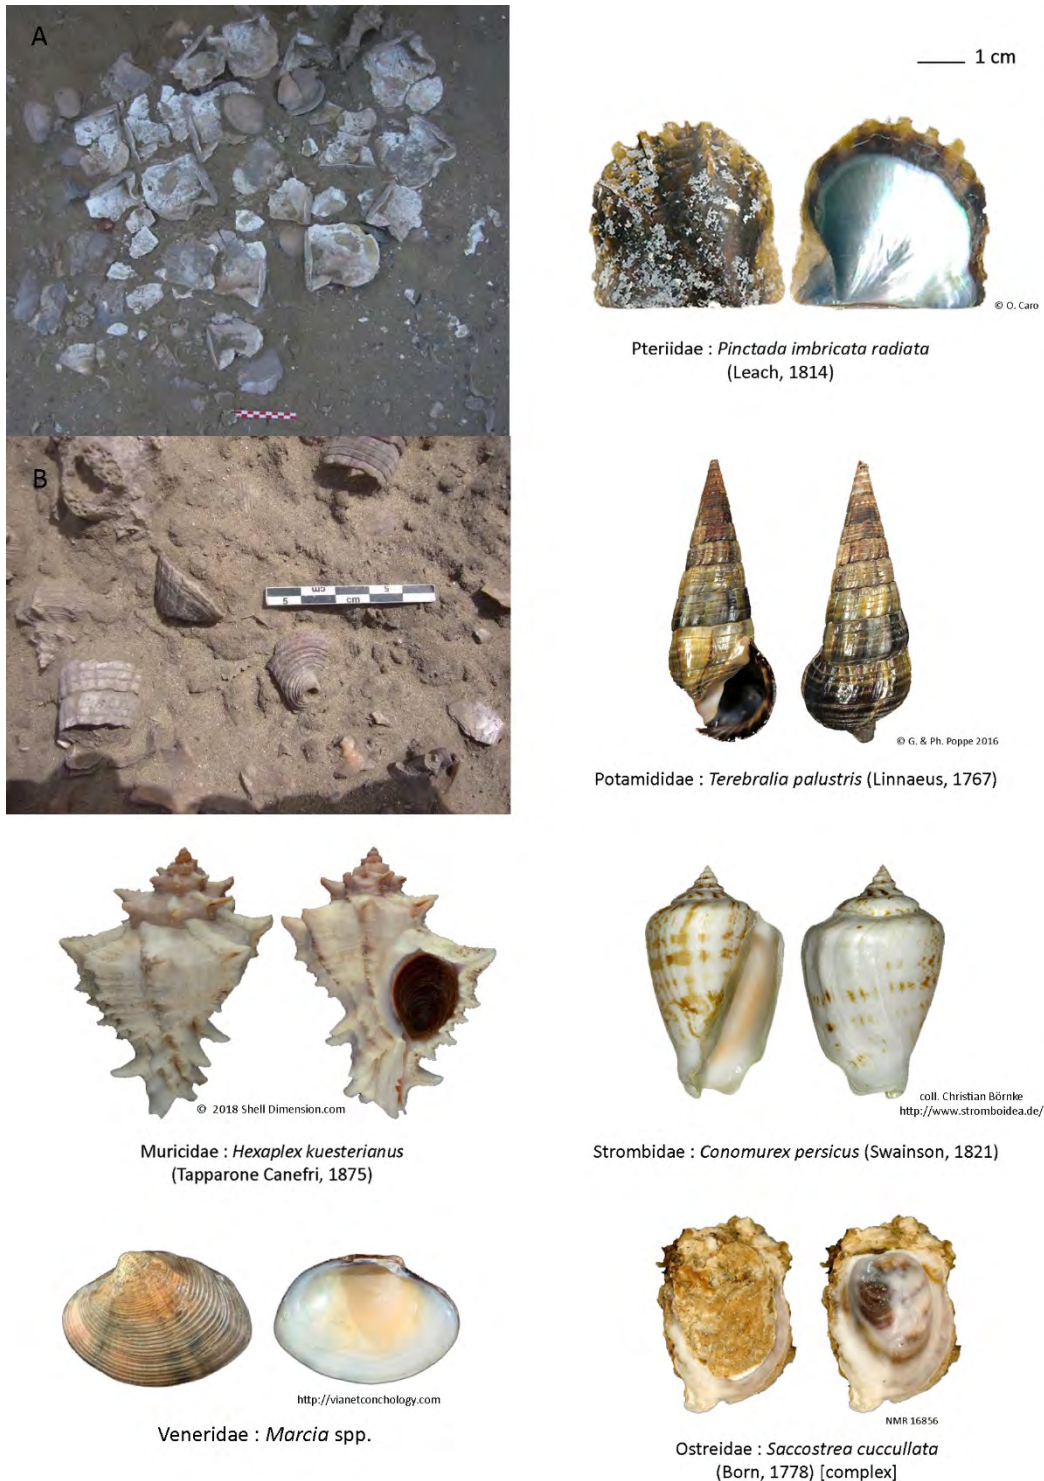 A
1 cm
© O. Caro
Pteriidae : Pinctada imbricata radiata
(Leach, 1814)
B
cm
5
5
cm
© G. & Ph. Poppe 2016
Potamididae : Terebralia palustris (Linnaeus, 1767)
© 2018 Shell Dimension.com
Muricidae : Hexaplex kuesterianus
(Tapparone Canefri, 1875)
coll. Christian Börnke
http://www.stromboidea.de/
Strombidae : Conomurex persicus (Swainson, 1821)
http://vianetconchology.com
Veneridae : Marcia spp.
NMR 16856
Ostreidae : Saccostrea cuccullata
(Born, 1778) [complex]